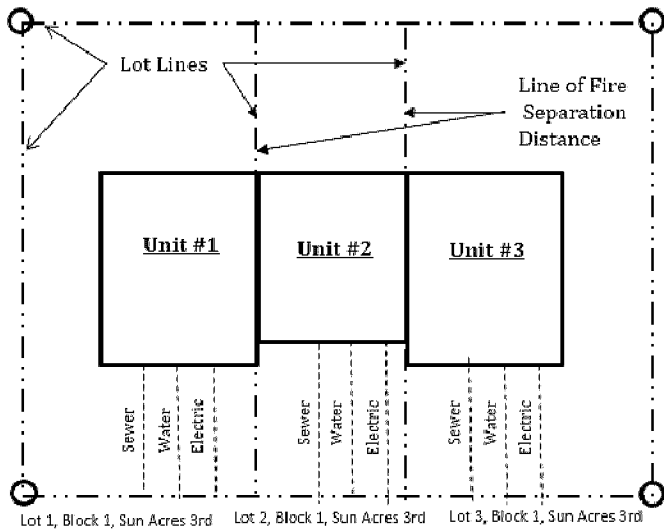 Lot Lines
Line of Fire
Separation
Distance
Unit #1
Unit #2
Unit #3
Sewer
Water
Electric
Sewer
Water
Electric
Sewer
Water
Electric
Lot 1, Block 1, Sun Acres 3rd
Lot 2, Block 1, Sun Acres 3rd
Lot 3, Block 1, Sun Acres 3rd